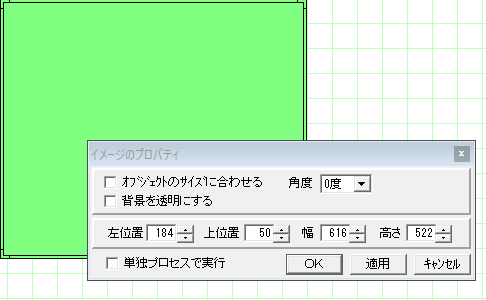 イメージのプロパティ x
オブジェクトのサイズに合わせる 角度 0度
背景を透明にする
左位置 184 上位置 50 幅 616 高さ 522
単独プロセスで実行 OK 適用 キャンセル